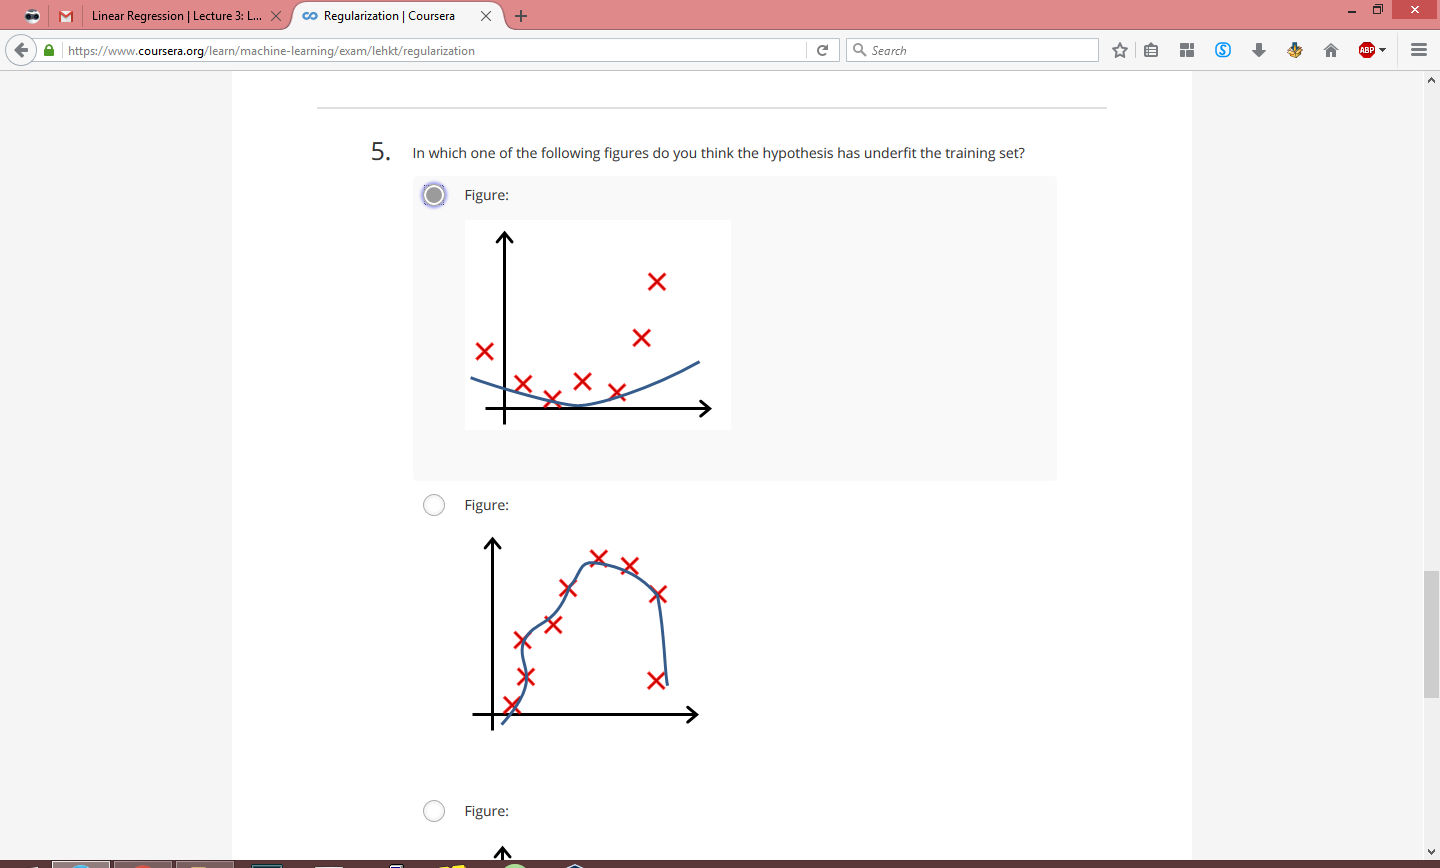 Linear Regression | Lecture 3: L...
Regularization | Coursera
https://www.coursera.org/learn/machine-learning/exam/lehkt/regularization
Search
ABP
5. In which one of the following figures do you think the hypothesis has underfit the training set?
Figure:
Figure:
Figure: